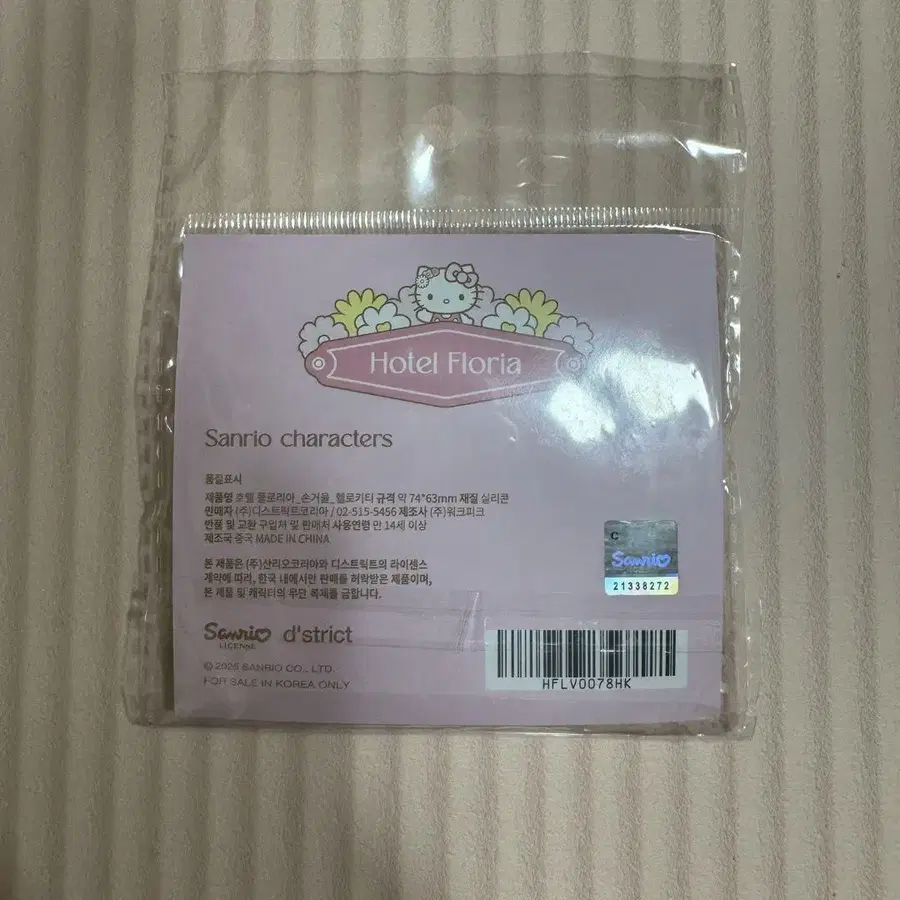 Hotel Floria
Sanrio characters
품질표시
제품명 호텔 플로리아_손거울_헬로키티 규격 약 74*63mm 재질 실리콘
판매자 (주)디스트릭트코리아 / 02-515-5456 제조사 (주)워크피크
반품 및 교환 구입처 및 판매처 사용연령 만 14세 이상
제조국 중국 MADE IN CHINA
본 제품은 (주)산리오코리아와 디스트릭트의 라이센스
계약에 따라, 한국 내에서만 판매를 허락받은 제품이며,
본 제품 및 캐릭터의 무단 복제를 금합니다.
C
Sanrio
21338272
Sanrio d'strict
LICENSE
© 2025 SANRIO CO., LTD.
FOR SALE IN KOREA ONLY
HFLV0078HK